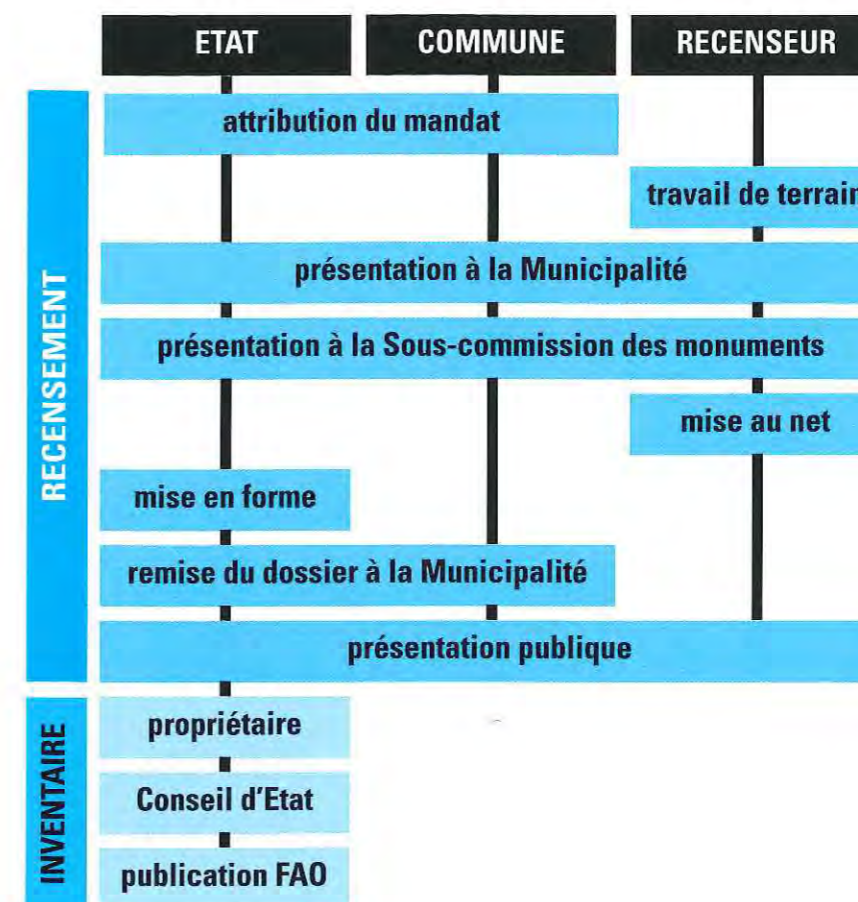 ETAT
COMMUNE
RECENSEUR
RECENSEMENT
attribution du mandat
travail de terrain
présentation à la Municipalité
présentation à la Sous-commission des monuments
mise au net
mise en forme
remise du dossier à la Municipalité
présentation publique
INVENTAIRE
propriétaire
Conseil d'Etat
publication FAO